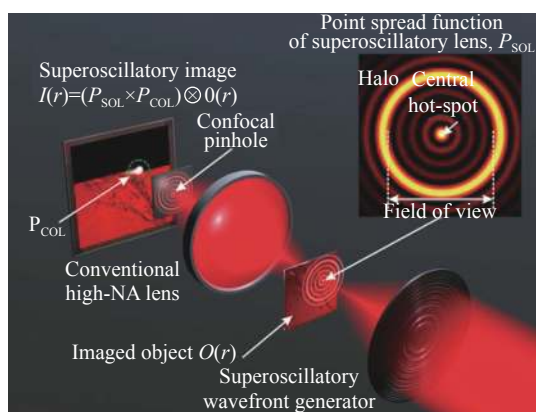 Point spread function
of superoscillatory lens, P_SOL
Superoscillatory image
I(r)=(P_SOL×P_COL)⊗0(r)
Halo
Central
hot-spot
Confocal
pinhole
Field of view
P_COL
Conventional
high-NA lens
Imaged object O(r)
Superoscillatory
wavefront generator